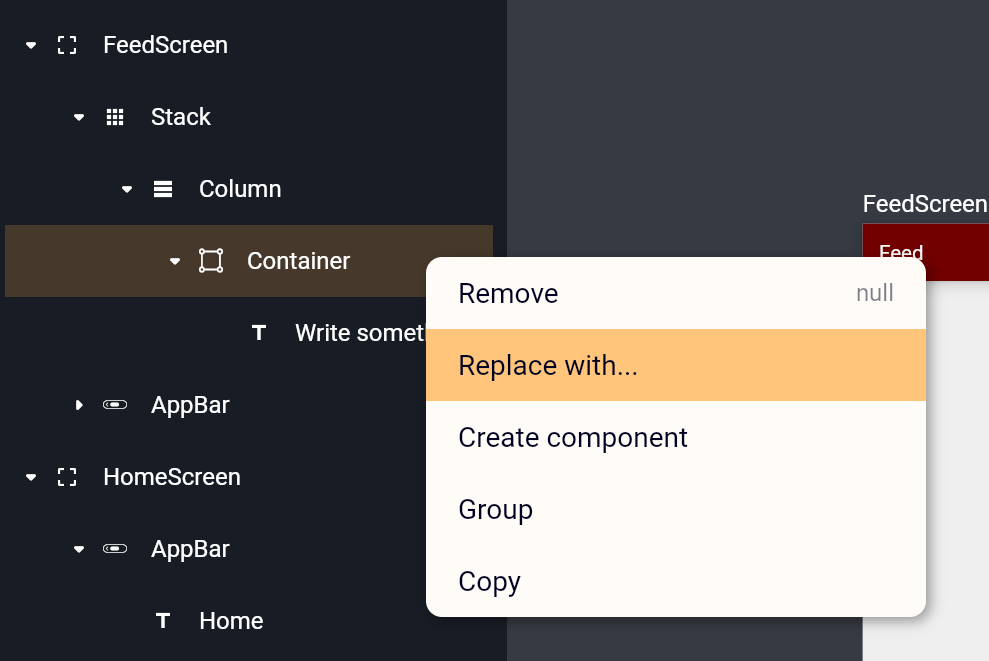 FeedScreen
Stack
Column
Container
Write somet
AppBar
HomeScreen
AppBar
Home
FeedScreen
Feed
Remove null
Replace with...
Create component
Group
Copy